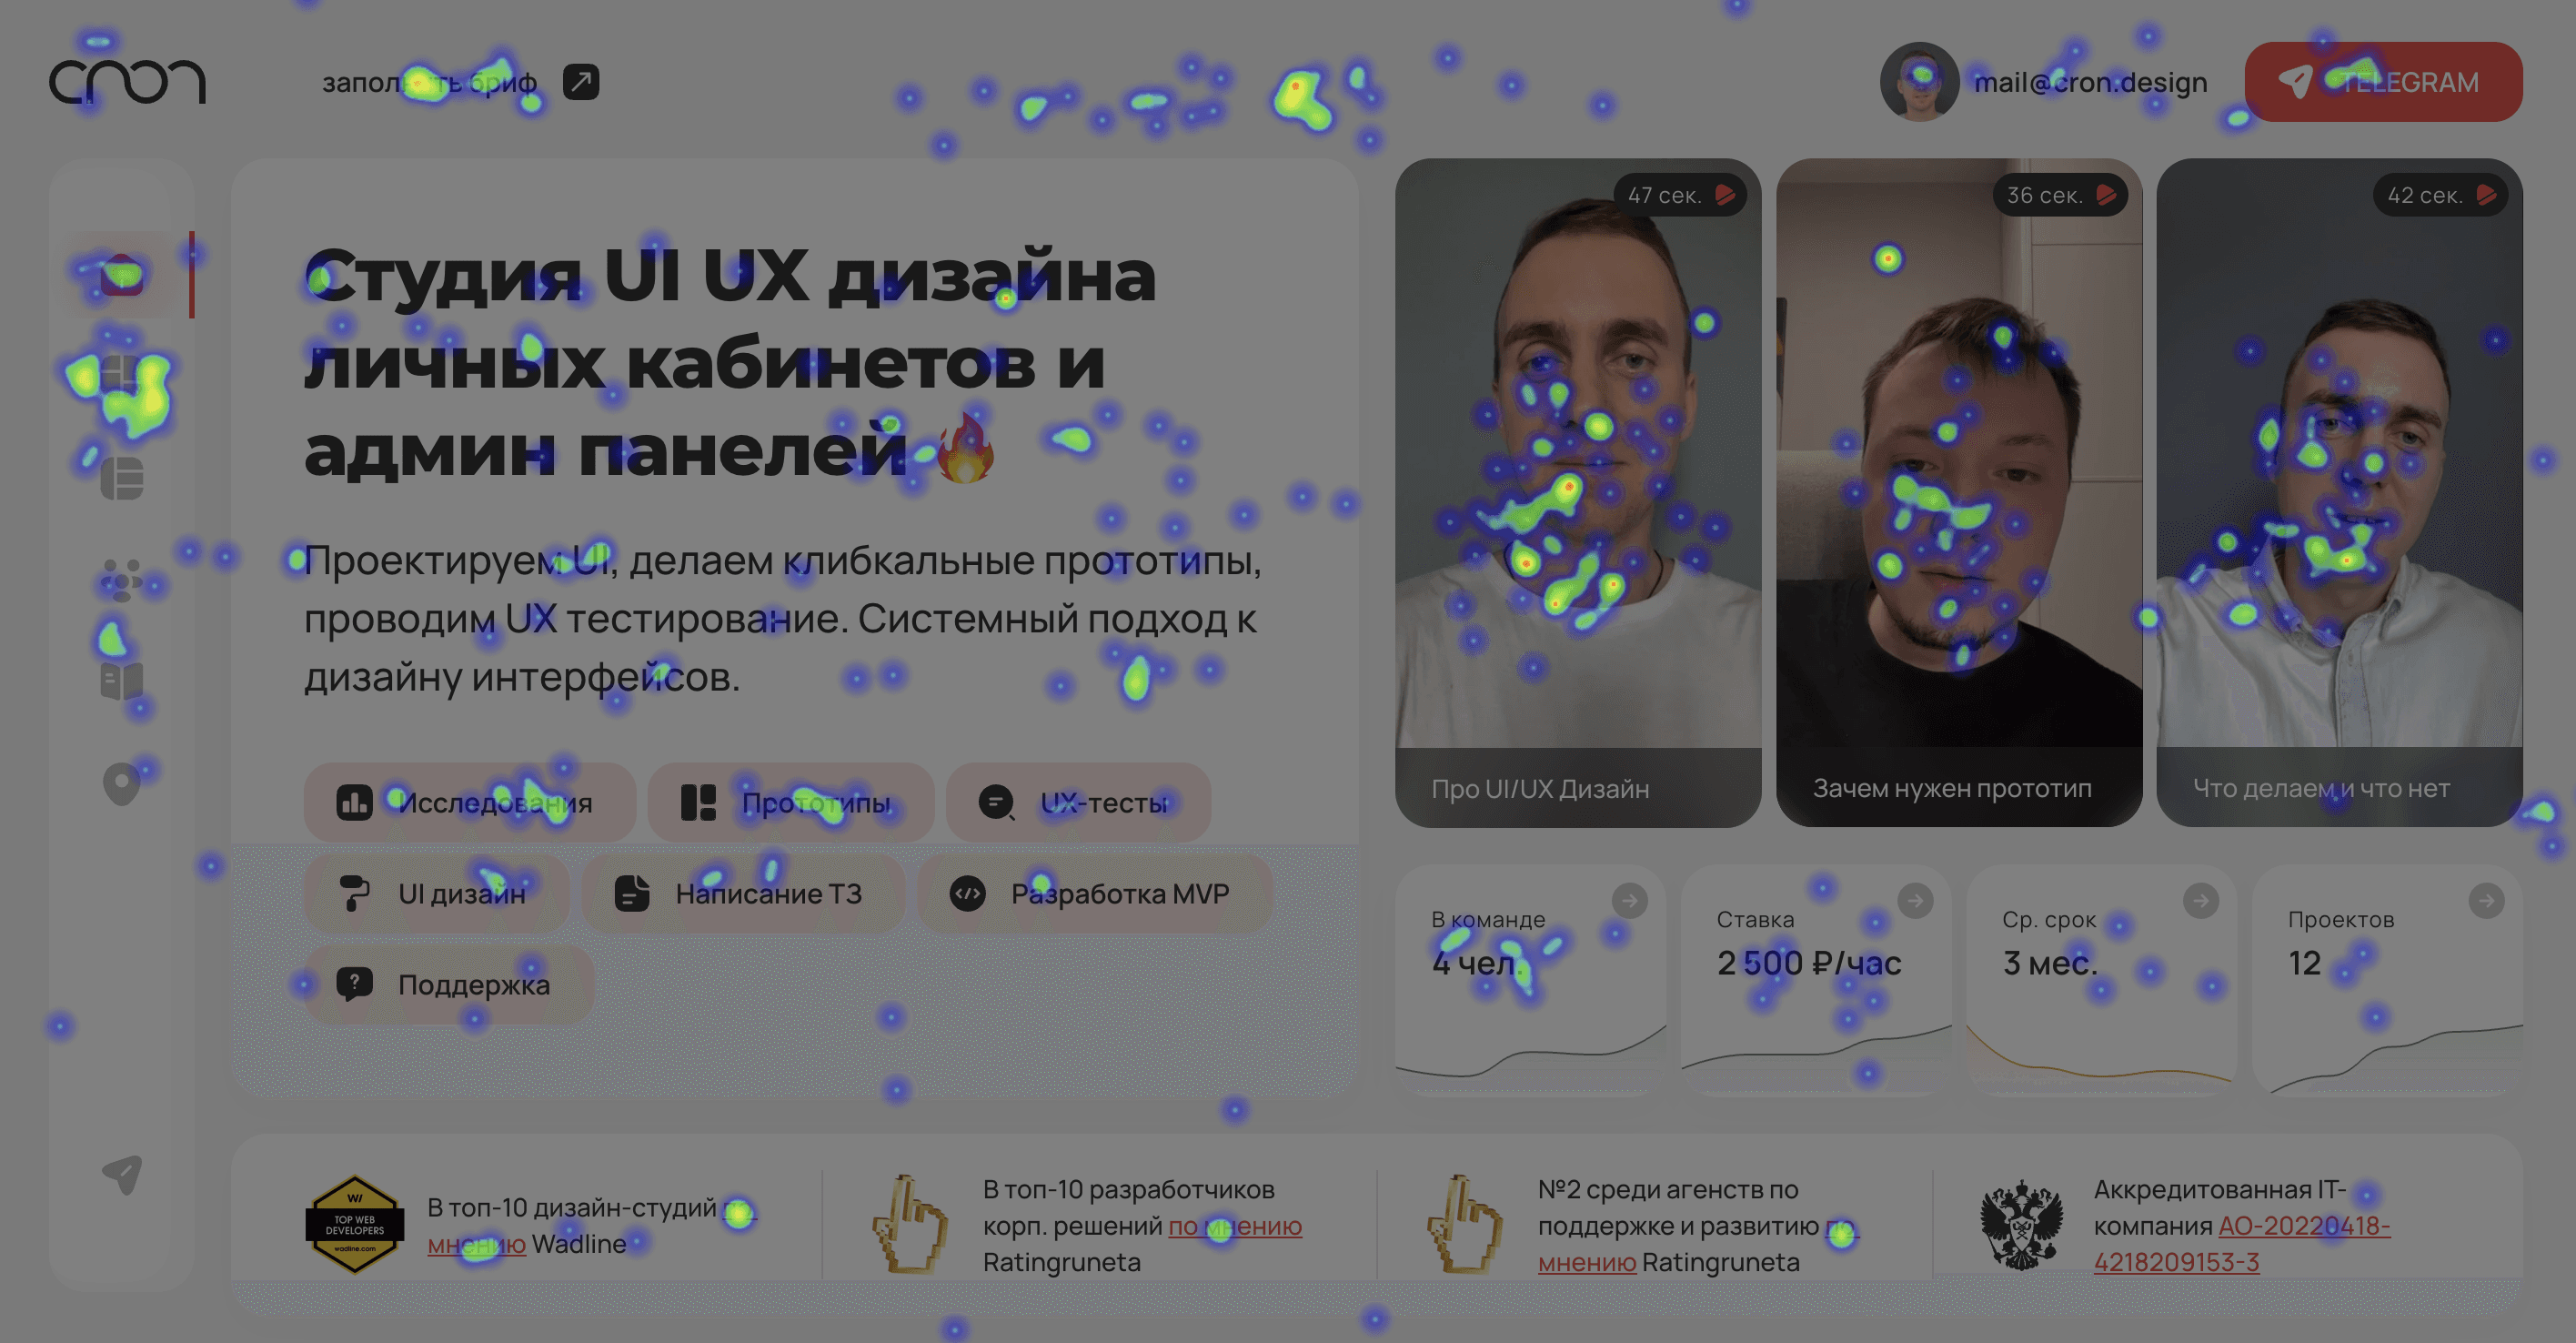 cron
заполнить бриф
mail@cron.design
TELEGRAM
Студия UI UX дизайна
личных кабинетов и
админ панелей
Проектируем UI, делаем клибкальные прототипы,
проводим UX тестирование. Системный подход к
дизайну интерфейсов.
Исследования
Прототипы
UX-тесты
UI дизайн
Написание ТЗ
Разработка MVP
Поддержка
47 сек.
Про UI/UX Дизайн
36 сек.
Зачем нужен прототип
42 сек.
Что делаем и что нет
В команде
4 чел.
Ставка
2 500 ₽/час
Ср. срок
3 мес.
Проектов
12
W/
TOP WEB
DEVELOPERS
wadline.com
В топ-10 дизайн-студий по
мнению Wadline
В топ-10 разработчиков
корп. решений по мнению
Ratingruneta
№2 среди агенств по
поддержке и развитию по
мнению Ratingruneta
Аккредитованная IT-
компания АО-20220418-
4218209153-3